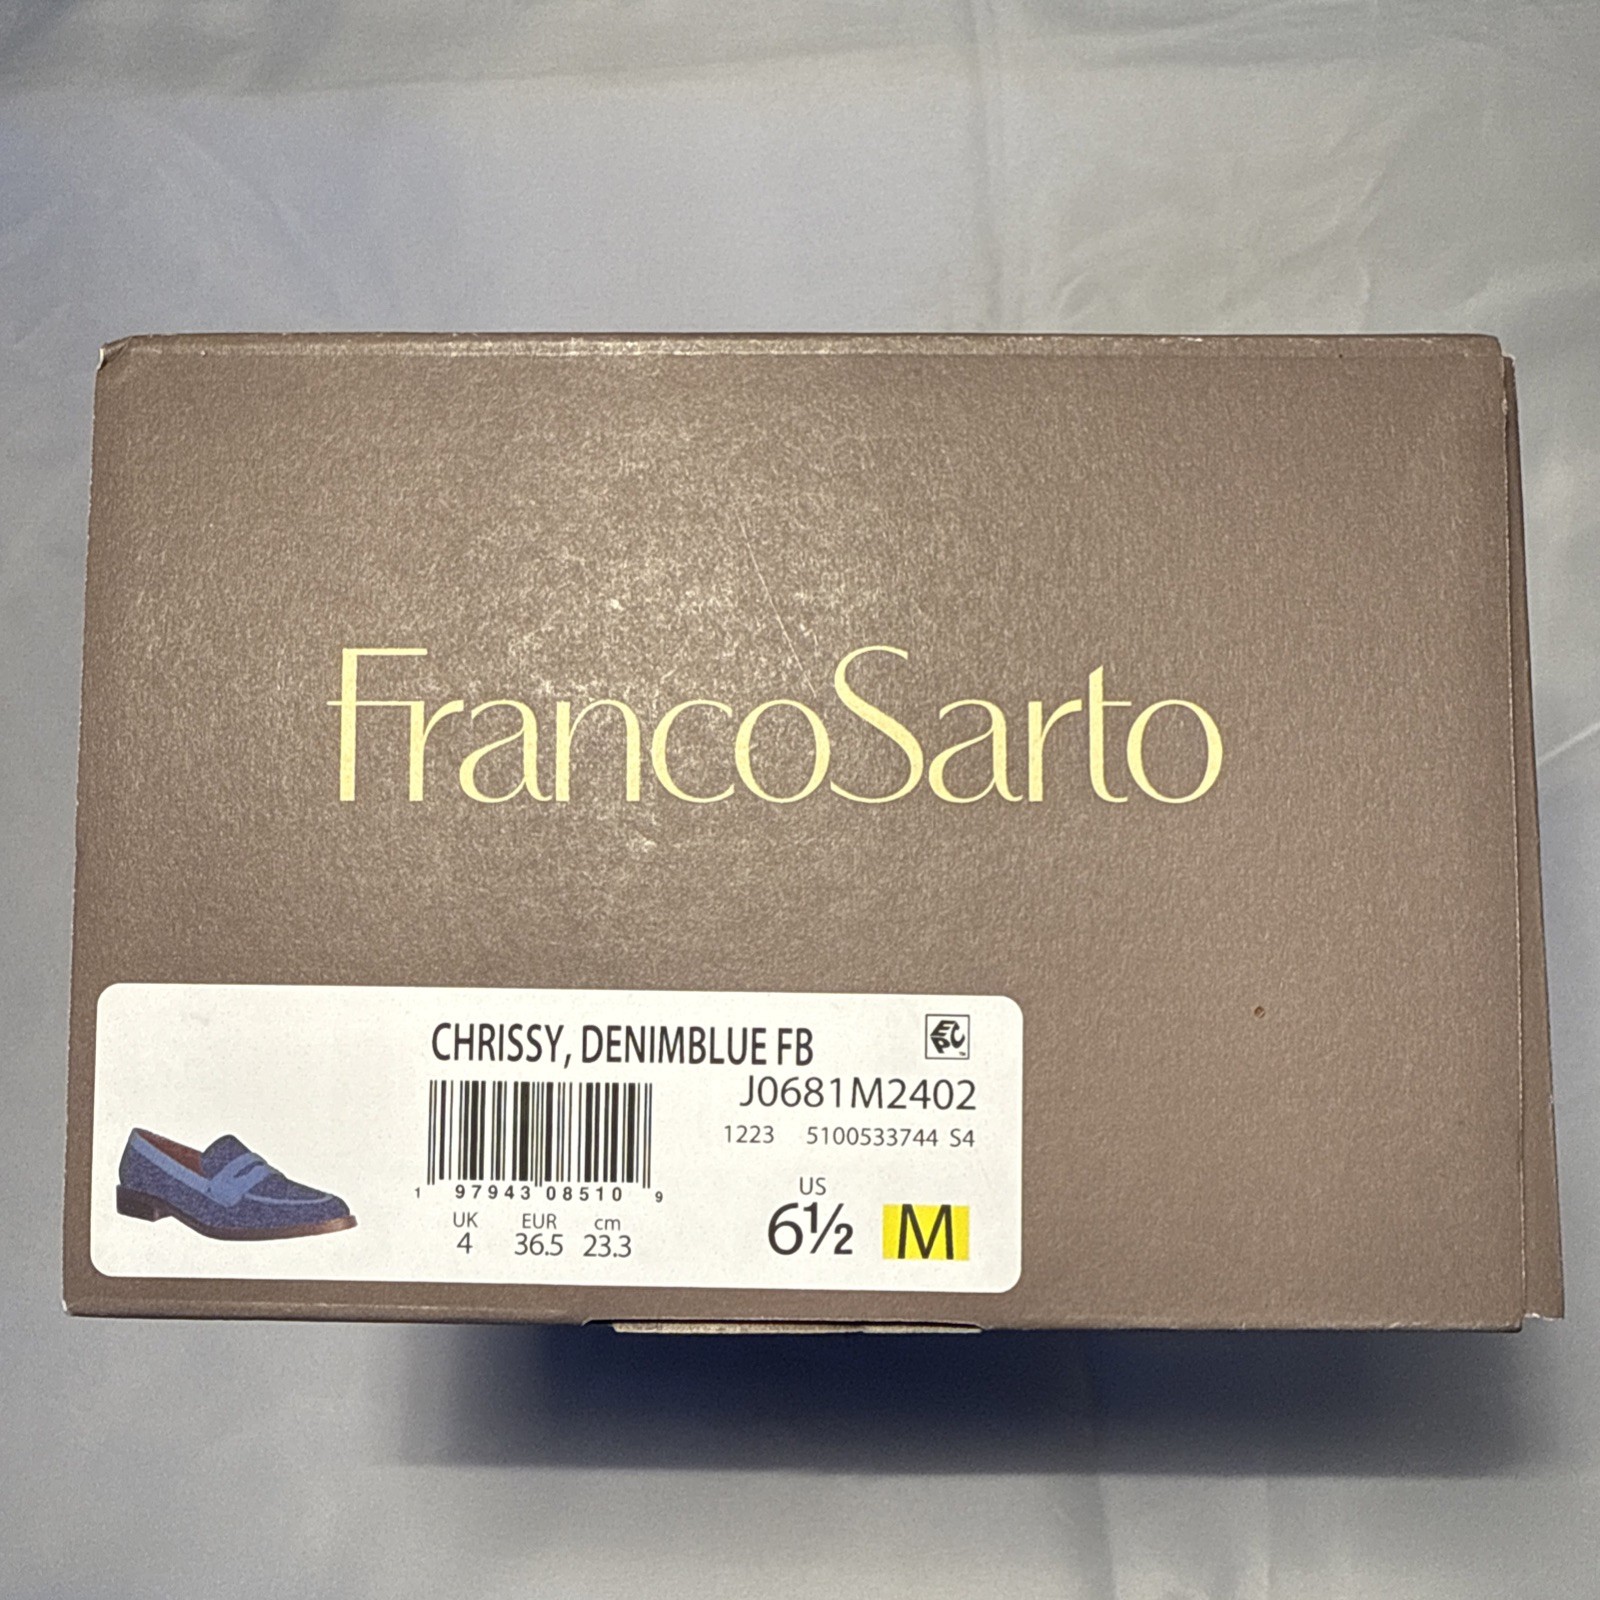 FrancoSarto
CHRISSY, DENIMBLUE FB
ECPC
J0681M2402
1223 5100533744 S4
1 97943 08510 9
UK EUR cm
4 36.5 23.3
US
6½ M